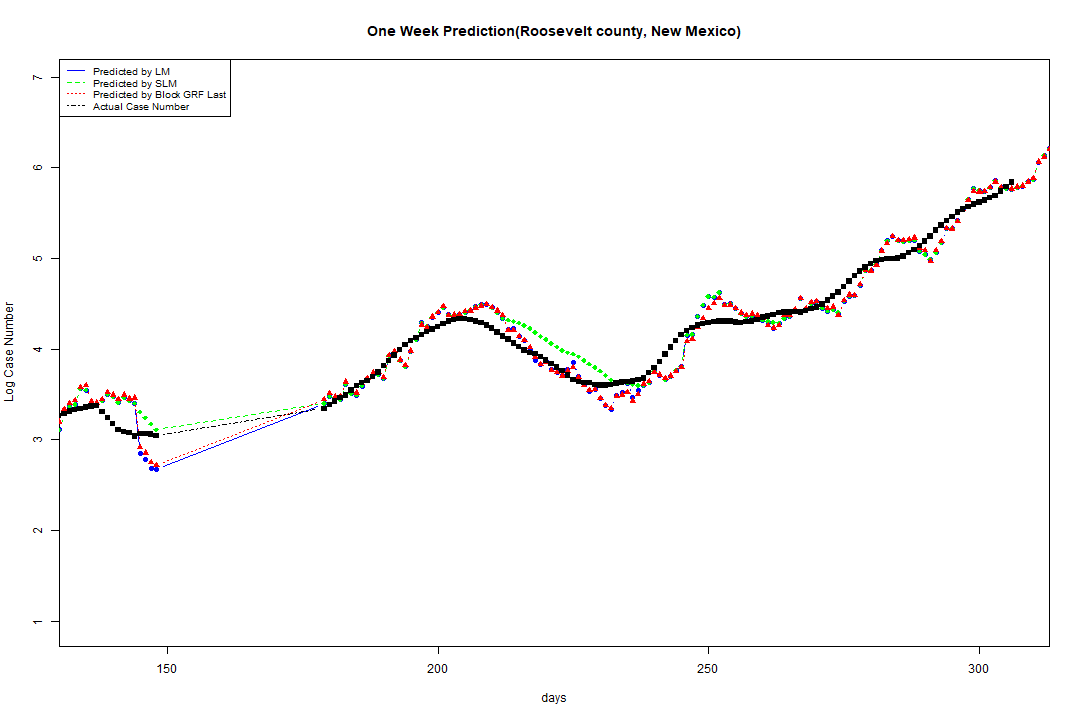 One Week Prediction(Roosevelt county, New Mexico)
Predicted by LM
Predicted by SLM
Predicted by Block GRF Last
Actual Case Number
Log Case Number
7
6
5
4
3
2
1
150 200 250 300
days